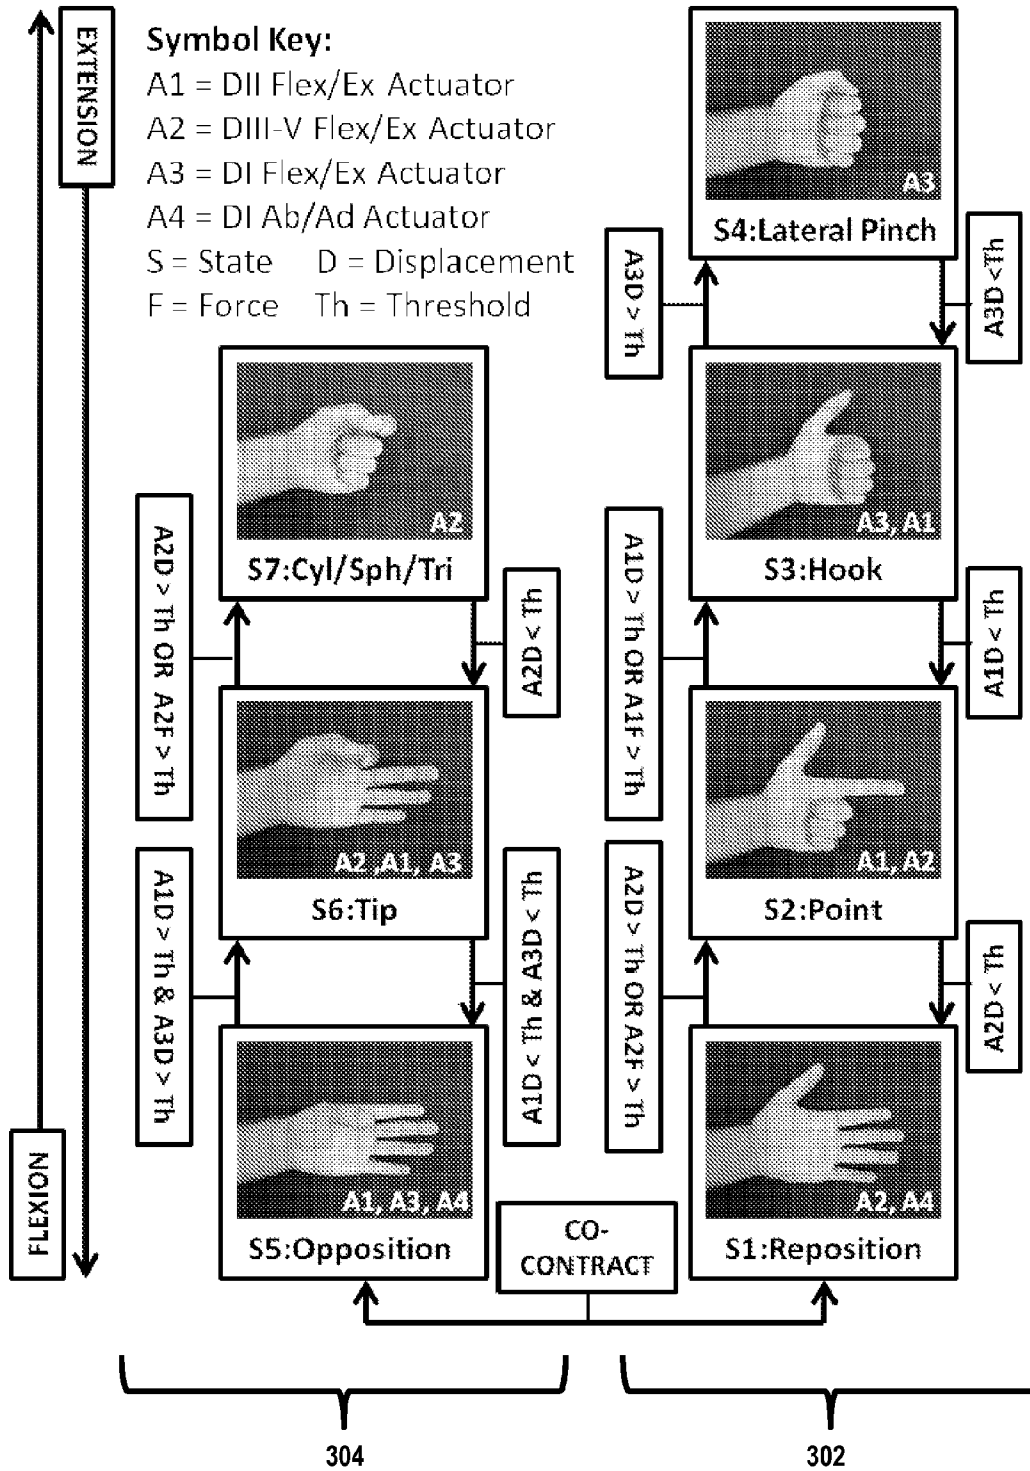 EXTENSION
FLEXION
Symbol Key:
A1 = DII Flex/Ex Actuator
A2 = DIII-V Flex/Ex Actuator
A3 = DI Flex/Ex Actuator
A4 = DI Ab/Ad Actuator
S = State D = Displacement
F = Force Th = Threshold
A3
S4:Lateral Pinch
A3D > Th
A3D <Th
A3, A1
S3:Hook
A1D > Th OR A1F > Th
A1D < Th
A1, A2
S2:Point
A2D > Th OR A2F > Th
A2D < Th
A2, A4
S1:Reposition
A2
S7:Cyl/Sph/Tri
A2D > Th OR A2F > Th
A2D < Th
A2 ,A1, A3
S6:Tip
A1D > Th & A3D > Th
A1D < Th & A3D < Th
A1, A3, A4
S5:Opposition
CO-
CONTRACT
304
302